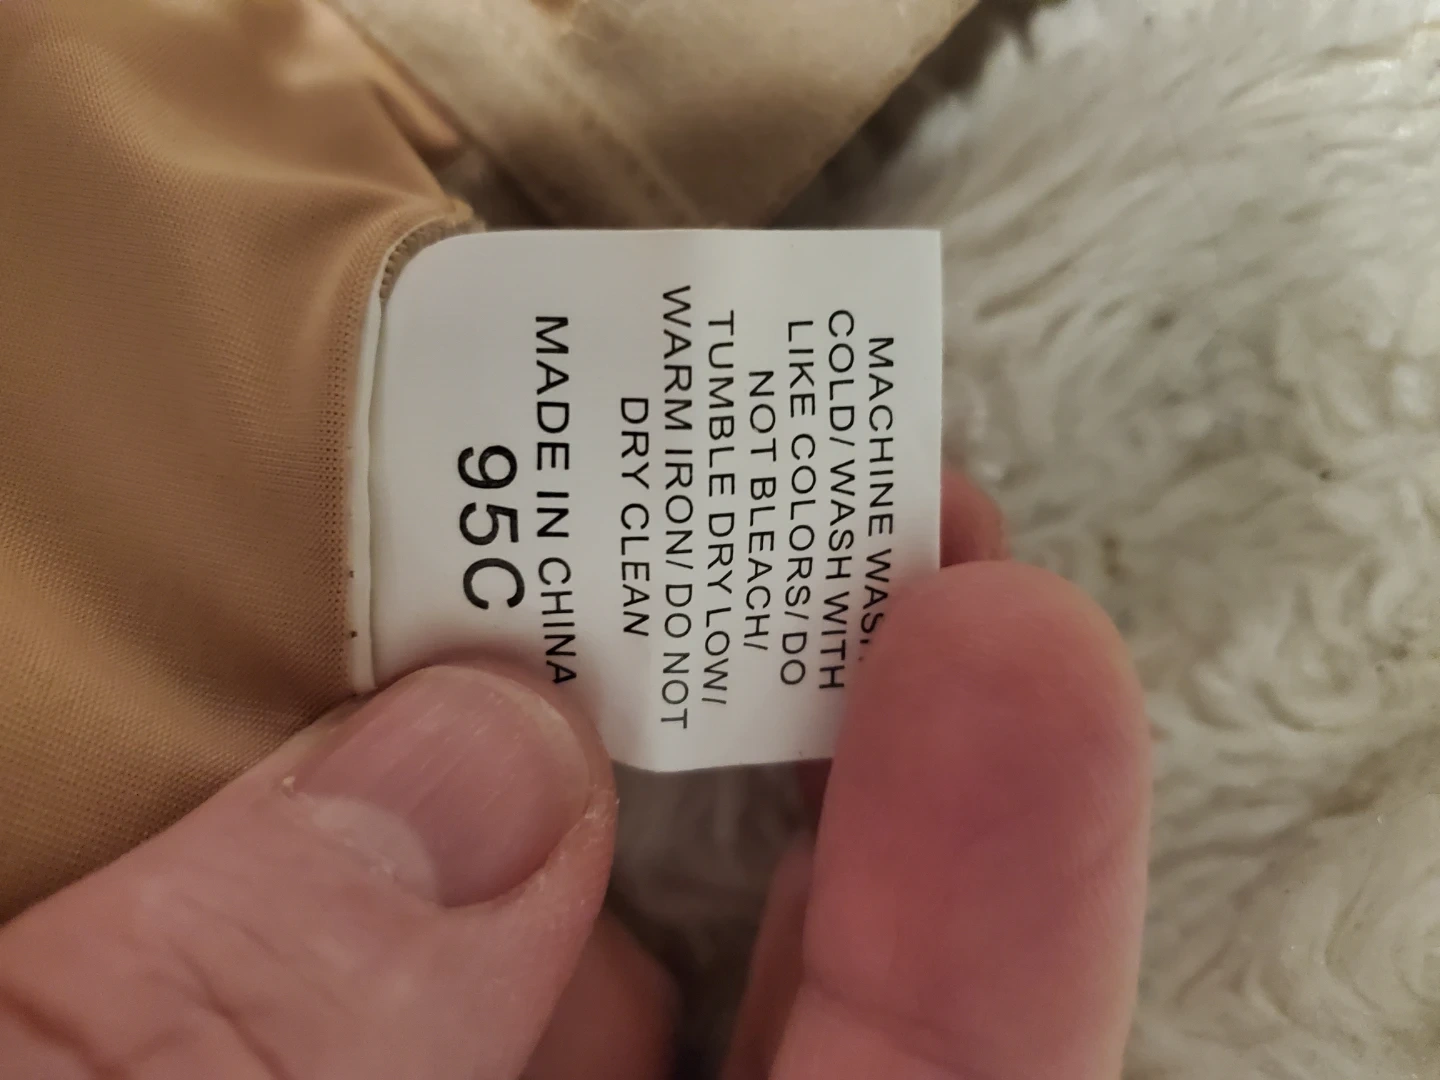 MACHINE WASH
COLD/ WASH WITH
LIKE COLORS/ DO
NOT BLEACH/
TUMBLE DRY LOW/
WARM IRON/ DO NOT
DRY CLEAN
MADE IN CHINA
95C